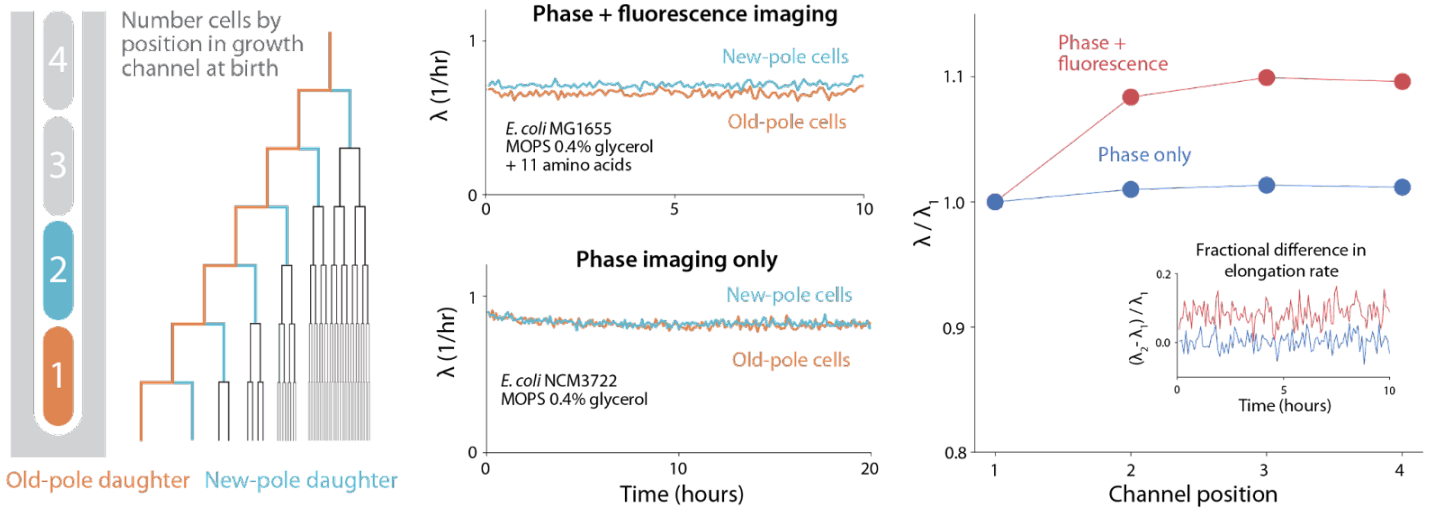 Number cells by
position in growth
channel at birth
4
3
2
1
Old-pole daughter New-pole daughter
Phase + fluorescence imaging
λ (1/hr)
1
0
New-pole cells
Old-pole cells
E. coli MG1655
MOPS 0.4% glycerol
+ 11 amino acids
0 5 10
Phase imaging only
λ (1/hr)
1
0
New-pole cells
Old-pole cells
E. coli NCM3722
MOPS 0.4% glycerol
0 10 20
Time (hours)
λ / λ1
1.1
1.0
0.9
0.8
Phase +
fluorescence
Phase only
Fractional difference in
elongation rate
(λ2 - λ1) / λ1
0.2
0.0
0 5 10
Time (hours)
1 2 3 4
Channel position